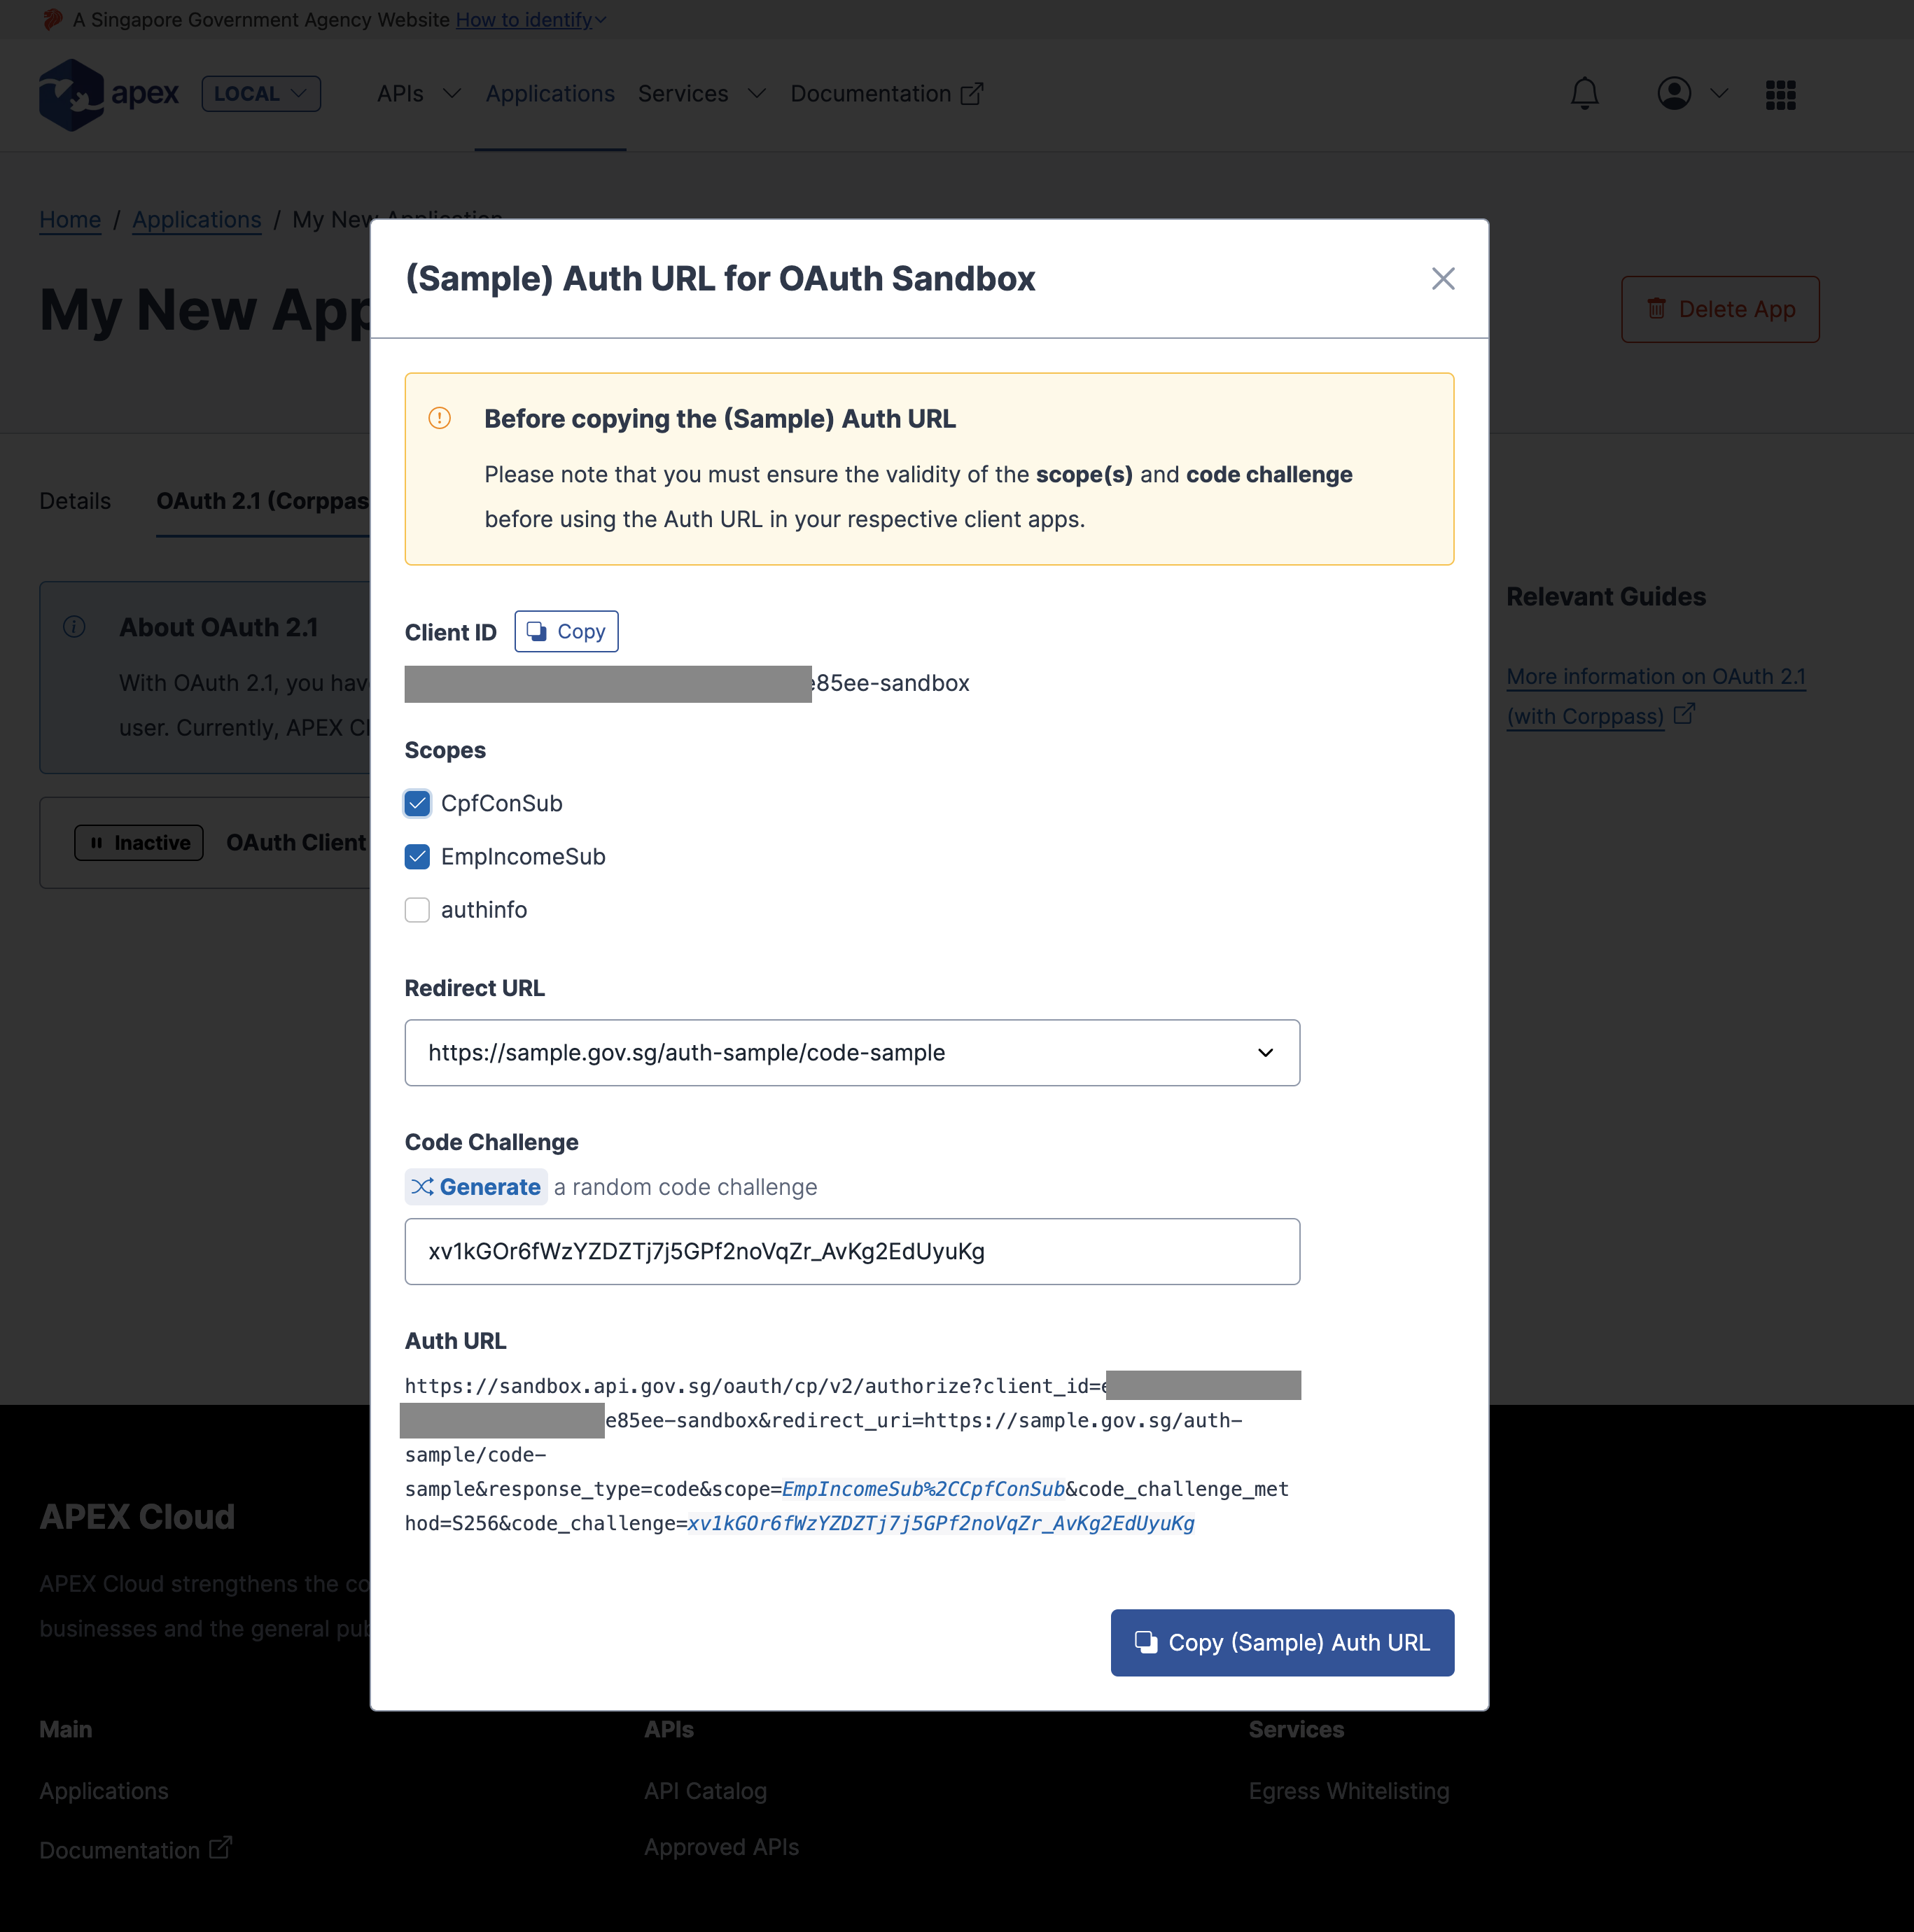 A Singapore Government Agency Website How to identify
apex
LOCAL
APIs
Applications
Services
Documentation
Home / Applications / My New Application
My New App
Delete App
Details
OAuth 2.1 (Corppas
About OAuth 2.1
With OAuth 2.1, you hav
user. Currently, APEX Cl
Inactive
OAuth Client
Relevant Guides
More information on OAuth 2.1
(with Corppass)
(Sample) Auth URL for OAuth Sandbox
Before copying the (Sample) Auth URL
Please note that you must ensure the validity of the scope(s) and code challenge
before using the Auth URL in your respective client apps.
Client ID
Copy
e85ee-sandbox
Scopes
CpfConSub
EmpIncomeSub
authinfo
Redirect URL
https://sample.gov.sg/auth-sample/code-sample
Code Challenge
Generate a random code challenge
xv1kGOr6fWzYZDZTj7j5GPf2noVqZr_AvKg2EdUyuKg
Auth URL
https://sandbox.api.gov.sg/oauth/cp/v2/authorize?client_id=e
e85ee-sandbox&redirect_uri=https://sample.gov.sg/auth-
sample/code-
sample&response_type=code&scope=EmpIncomeSub%2CCpfConSub&code_challenge_met
hod=S256&code_challenge=xv1kGOr6fWzYZDZTj7j5GPf2noVqZr_AvKg2EdUyuKg
Copy (Sample) Auth URL
APEX Cloud
APEX Cloud strengthens the co
businesses and the general pub
Main
Applications
Documentation
APIs
API Catalog
Approved APIs
Services
Egress Whitelisting